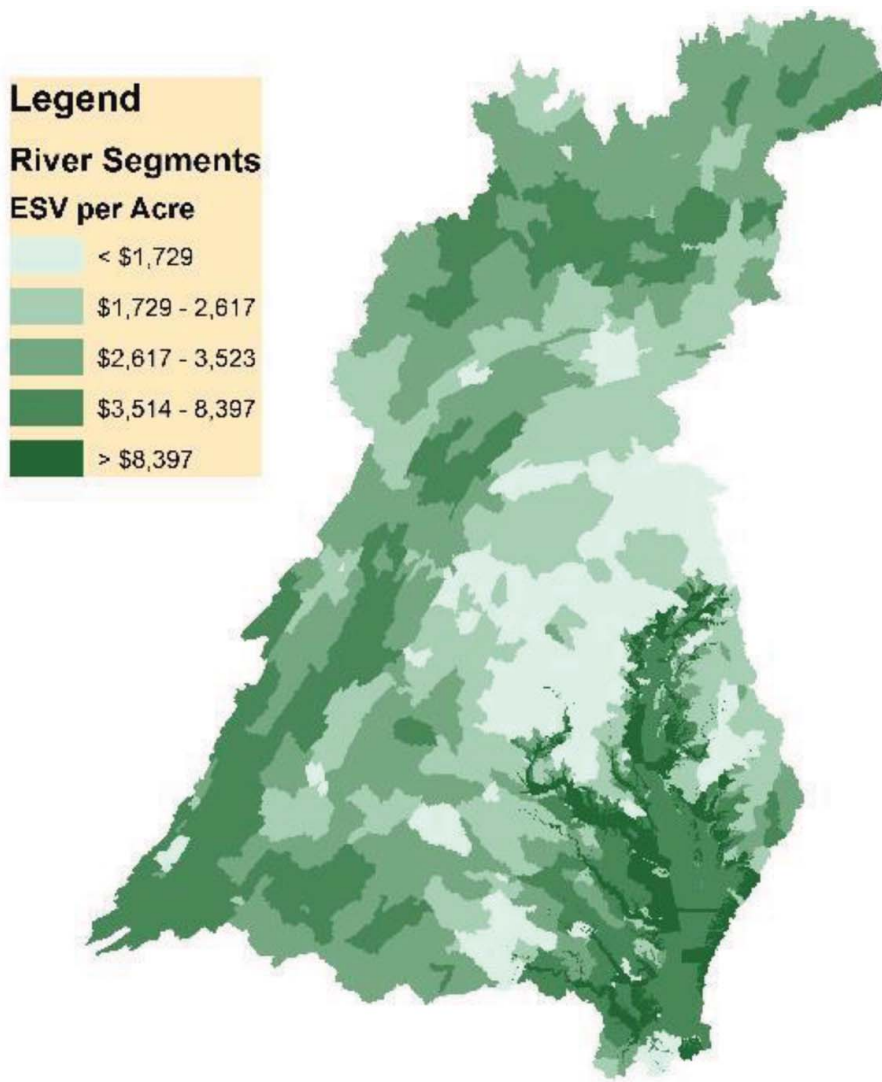 Legend
River Segments
ESV per Acre
< $1,729
$1,729 - 2,617
$2,617 - 3,523
$3,514 - 8,397
> $8,397